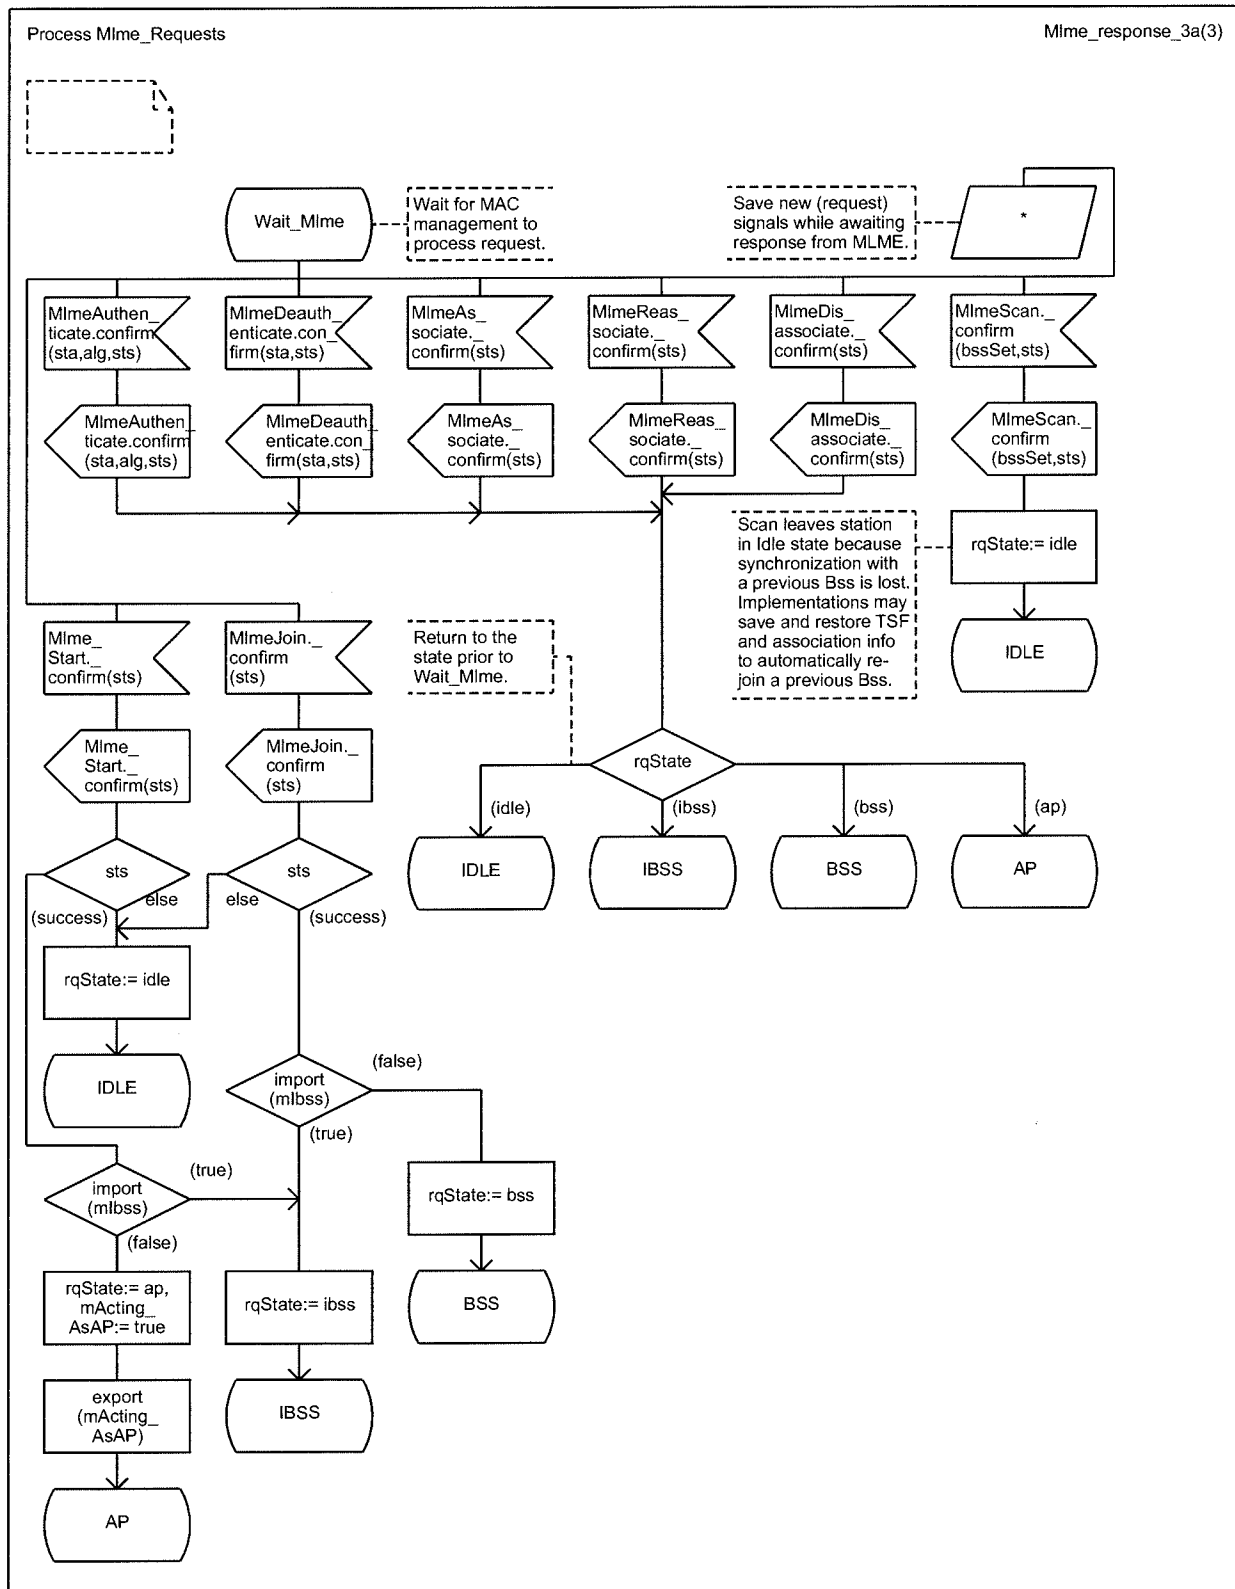 Process Mlme_Requests
Mlme_response_3a(3)
Wait_Mlme
Wait for MAC
management to
process request.
Save new (request)
signals while awaiting
response from MLME.
*
MlmeAuthen_
ticate.confirm
(sta,alg,sts)
MlmeDeauth_
enticate.con_
firm(sta,sts)
MlmeAs_
sociate._
confirm(sts)
MlmeReas_
sociate._
confirm(sts)
MlmeDis_
associate._
confirm(sts)
MlmeScan._
confirm
(bssSet,sts)
MlmeAuthen_
ticate.confirm
(sta,alg,sts)
MlmeDeauth_
enticate.con_
firm(sta,sts)
MlmeAs_
sociate._
confirm(sts)
MlmeReas_
sociate._
confirm(sts)
MlmeDis_
associate._
confirm(sts)
MlmeScan._
confirm
(bssSet,sts)
Scan leaves station
in Idle state because
synchronization with
a previous Bss is lost.
Implementations may
save and restore TSF
and association info
to automatically re-
join a previous Bss.
rqState:= idle
IDLE
Mlme_
Start._
confirm(sts)
MlmeJoin._
confirm
(sts)
Return to the
state prior to
Wait_Mlme.
Mlme_
Start._
confirm(sts)
MlmeJoin._
confirm
(sts)
rqState
(idle)
(ibss)
(bss)
(ap)
IDLE
IBSS
BSS
AP
sts
sts
(success)
else
else
(success)
rqState:= idle
IDLE
import
(mIbss)
(false)
(true)
import
(mIbss)
(true)
(false)
rqState:= bss
BSS
rqState:= ap,
mActing_
AsAP:= true
rqState:= ibss
export
(mActing_
AsAP)
IBSS
AP